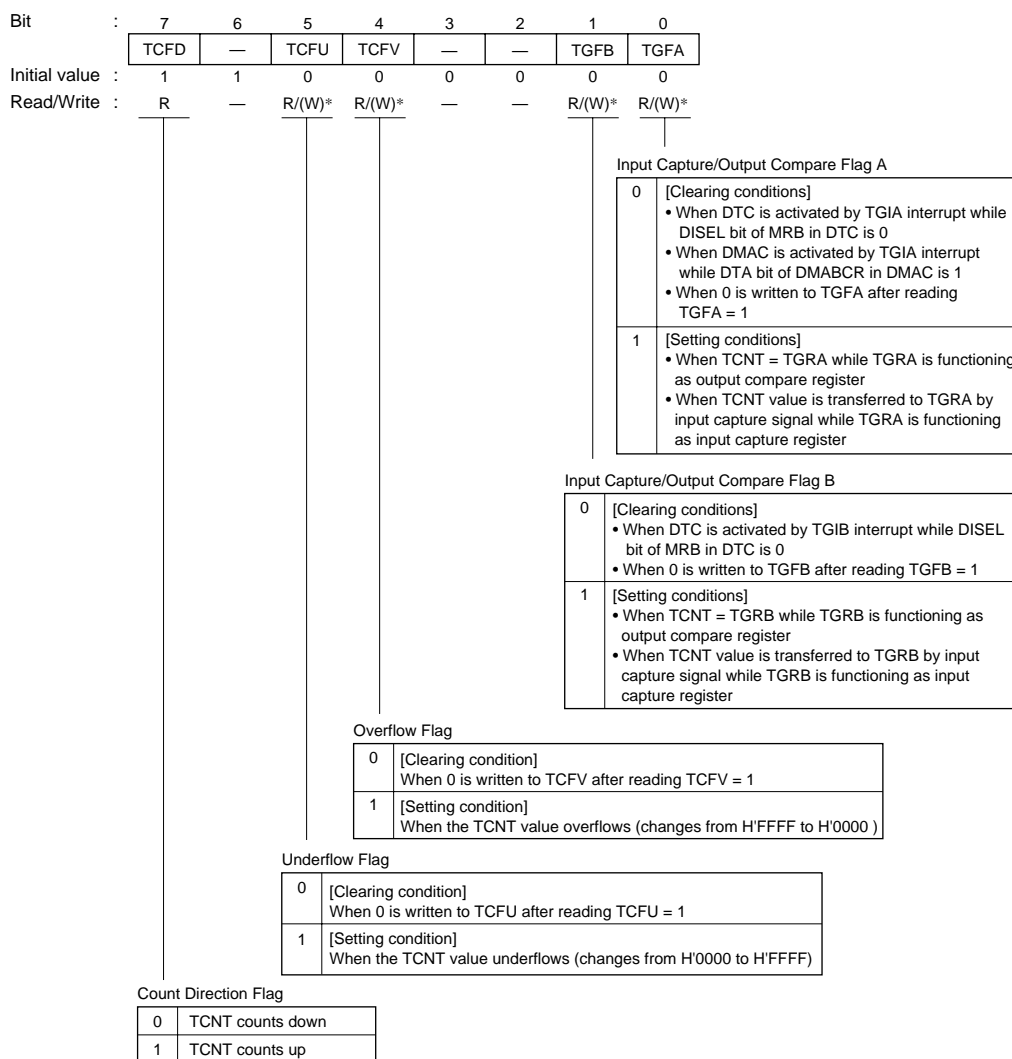 Bit : 7 6 5 4 3 2 1 0
TCFD — TCFU TCFV — — TGFB TGFA
Initial value : 1 1 0 0 0 0 0 0
Read/Write : R — R/(W)* R/(W)* — — R/(W)* R/(W)*
Input Capture/Output Compare Flag A
0 [Clearing conditions]
• When DTC is activated by TGIA interrupt while
DISEL bit of MRB in DTC is 0
• When DMAC is activated by TGIA interrupt
while DTA bit of DMABCR in DMAC is 1
• When 0 is written to TGFA after reading
TGFA = 1
1 [Setting conditions]
• When TCNT = TGRA while TGRA is functioning
as output compare register
• When TCNT value is transferred to TGRA by
input capture signal while TGRA is functioning
as input capture register
Input Capture/Output Compare Flag B
0 [Clearing conditions]
• When DTC is activated by TGIB interrupt while DISEL
bit of MRB in DTC is 0
• When 0 is written to TGFB after reading TGFB = 1
1 [Setting conditions]
• When TCNT = TGRB while TGRB is functioning as
output compare register
• When TCNT value is transferred to TGRB by input
capture signal while TGRB is functioning as input
capture register
Overflow Flag
0 [Clearing condition]
When 0 is written to TCFV after reading TCFV = 1
1 [Setting condition]
When the TCNT value overflows (changes from H'FFFF to H'0000 )
Underflow Flag
0 [Clearing condition]
When 0 is written to TCFU after reading TCFU = 1
1 [Setting condition]
When the TCNT value underflows (changes from H'0000 to H'FFFF)
Count Direction Flag
0 TCNT counts down
1 TCNT counts up